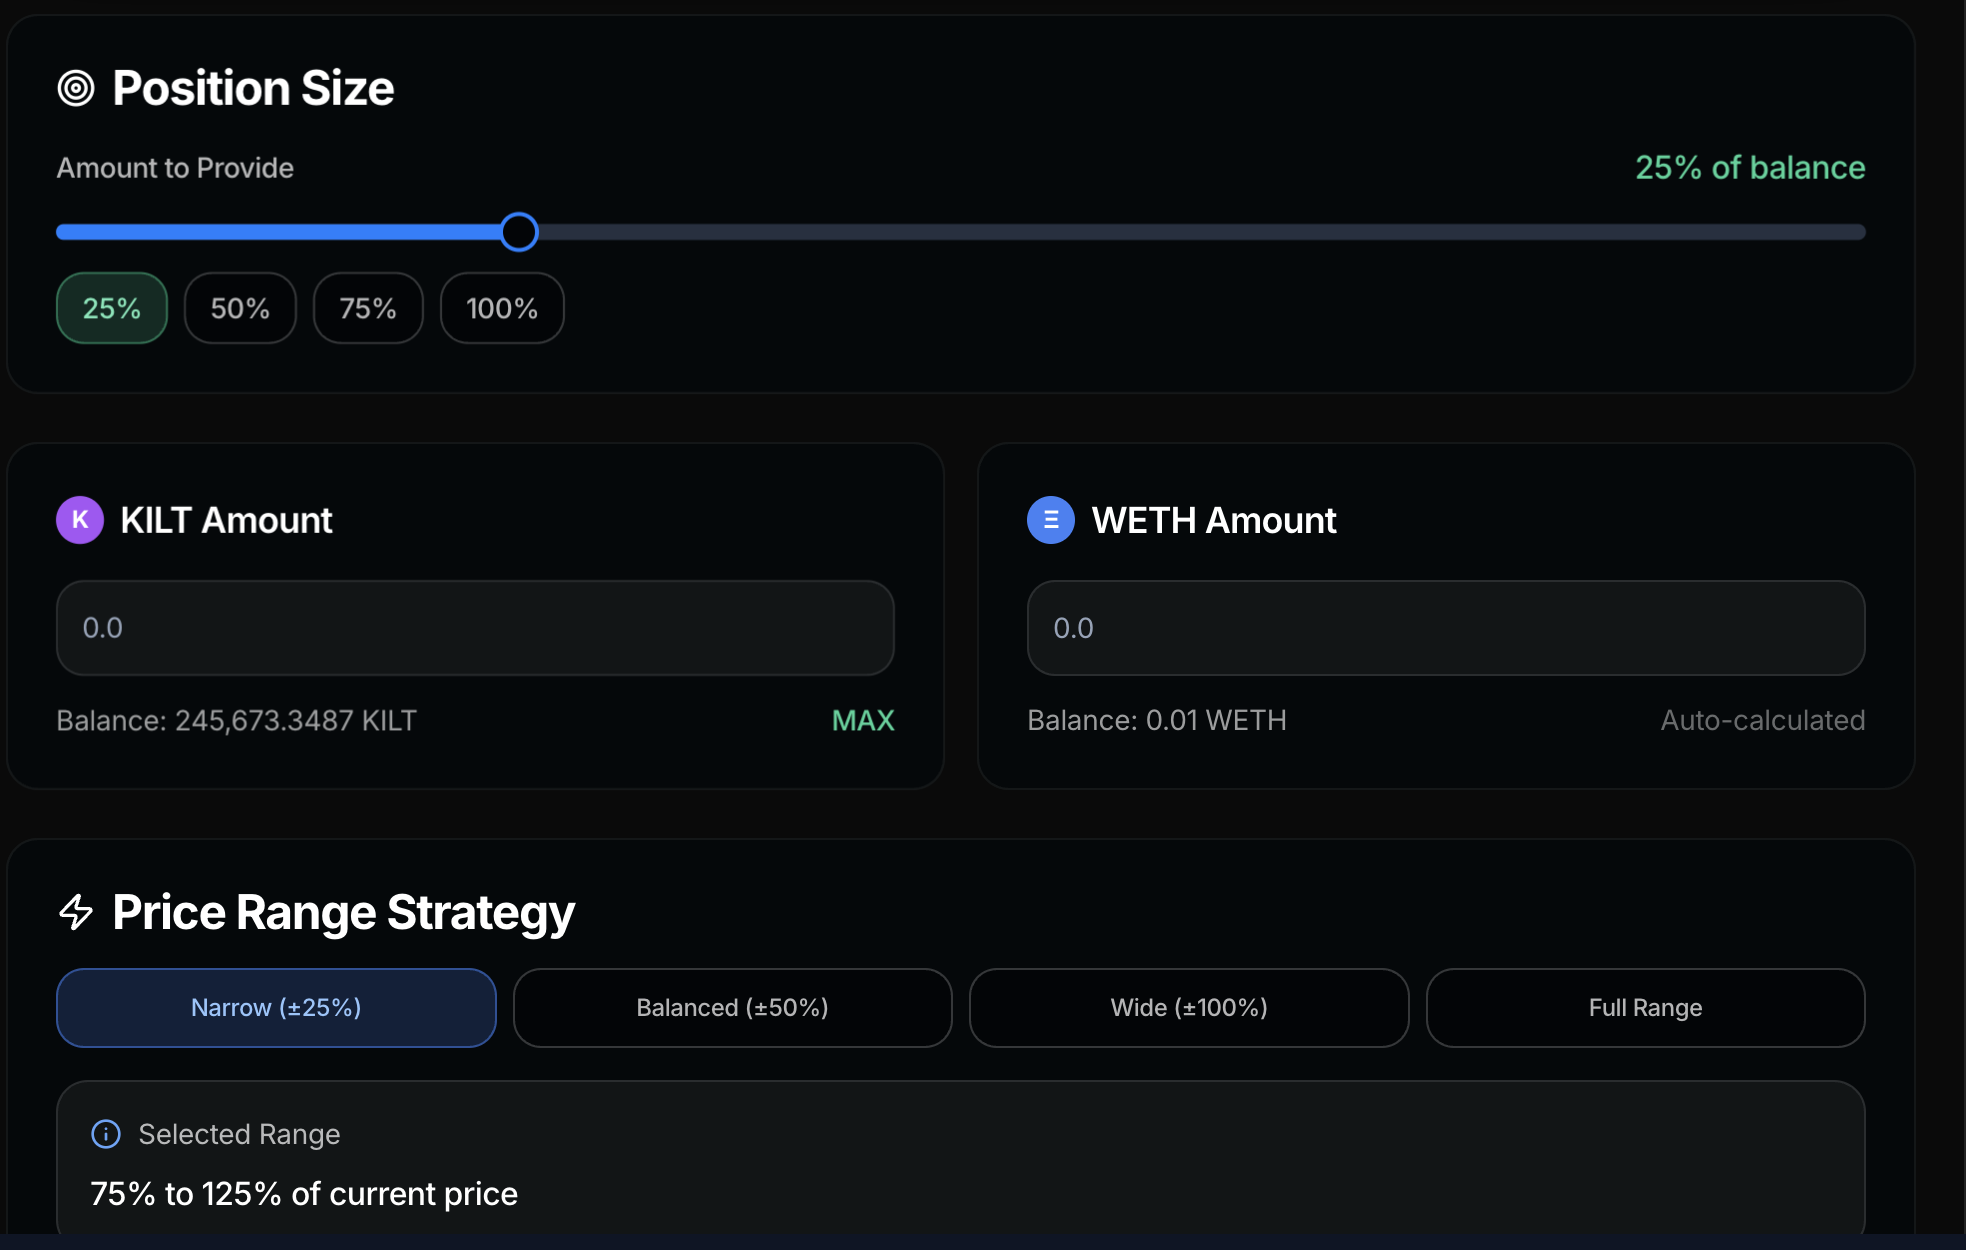 Position Size
Amount to Provide
25% of balance
25%
50%
75%
100%
K
KILT Amount
0.0
Balance: 245,673.3487 KILT
MAX
Ξ
WETH Amount
0.0
Balance: 0.01 WETH
Auto-calculated
Price Range Strategy
Narrow (±25%)
Balanced (±50%)
Wide (±100%)
Full Range
Selected Range
75% to 125% of current price